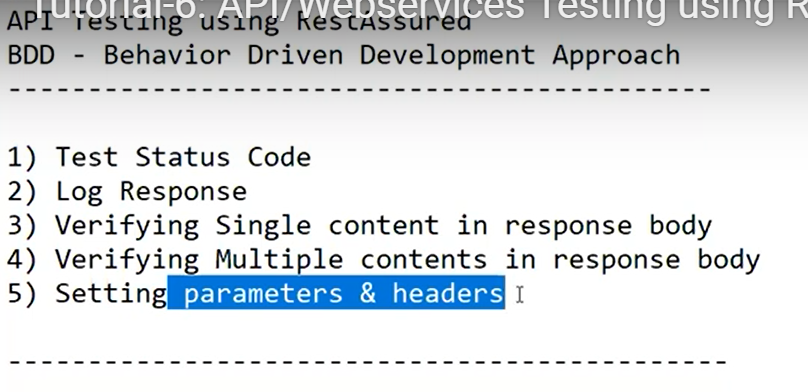 Tutorial-6: API/Webservices Testing using R
API Testing using RestAssured
BDD - Behavior Driven Development Approach
--------------------------------------------
1) Test Status Code
2) Log Response
3) Verifying Single content in response body
4) Verifying Multiple contents in response body
5) Setting parameters & headers
---------------------------------------------